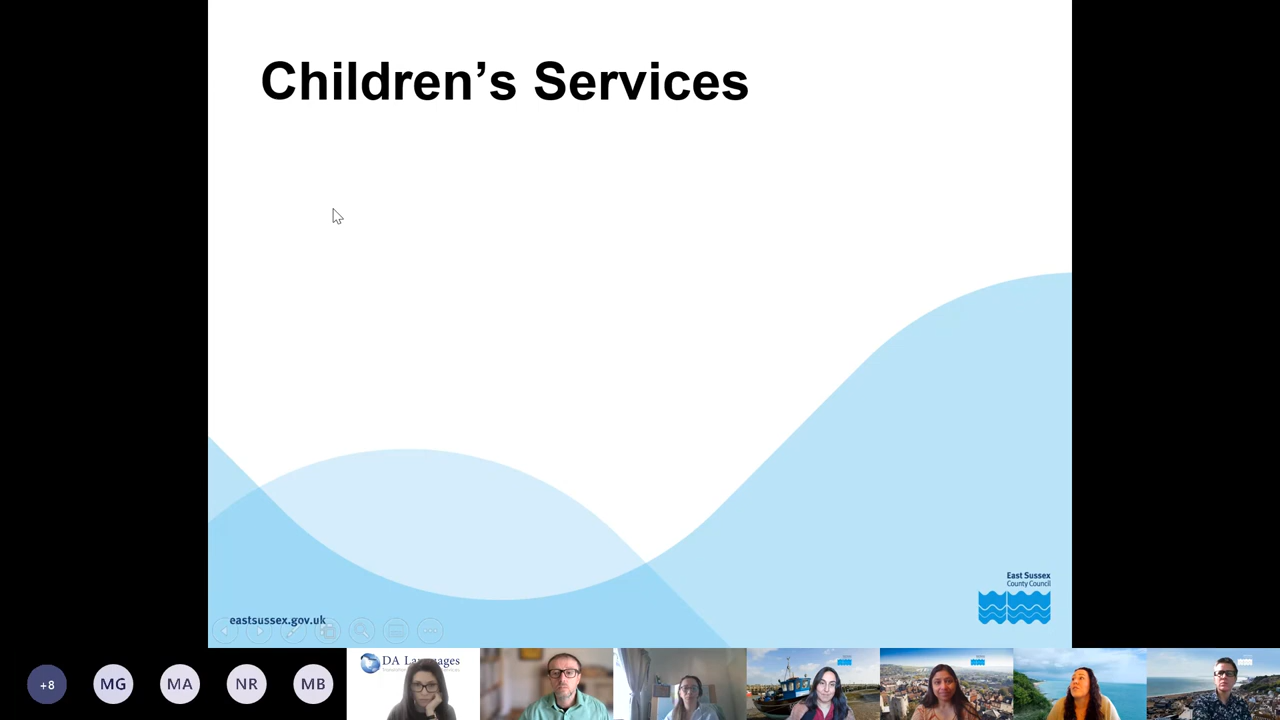 Children’s Services
East Sussex
County Council
eastsussex.gov.uk
+8
MG
MA
NR
MB
DA Languages